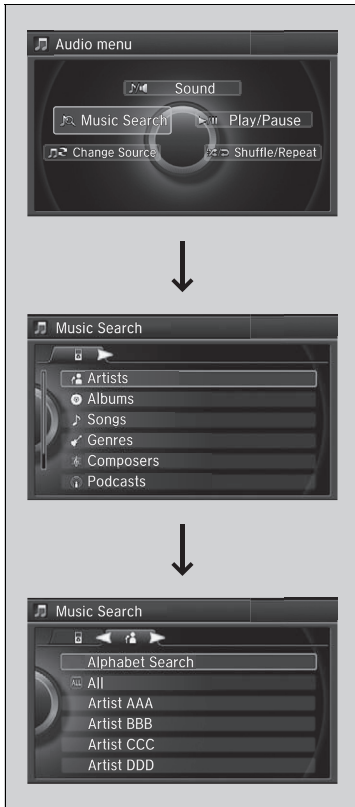 Audio menu
Sound
Music Search
Play/Pause
Change Source
Shuffle/Repeat
Music Search
Artists
Albums
Songs
Genres
Composers
Podcasts
Music Search
Alphabet Search
ALL All
Artist AAA
Artist BBB
Artist CCC
Artist DDD